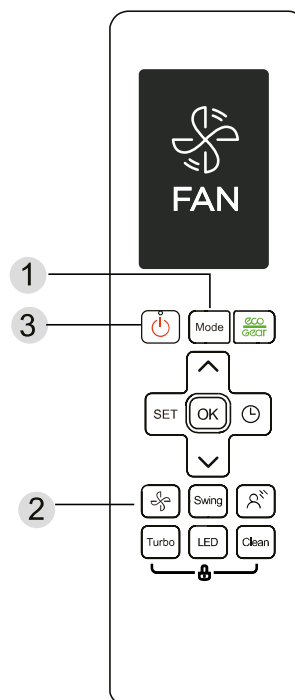 FAN
1
3
Mode
eco
Gear
SET
OK
2
Swing
Turbo
LED
Clean